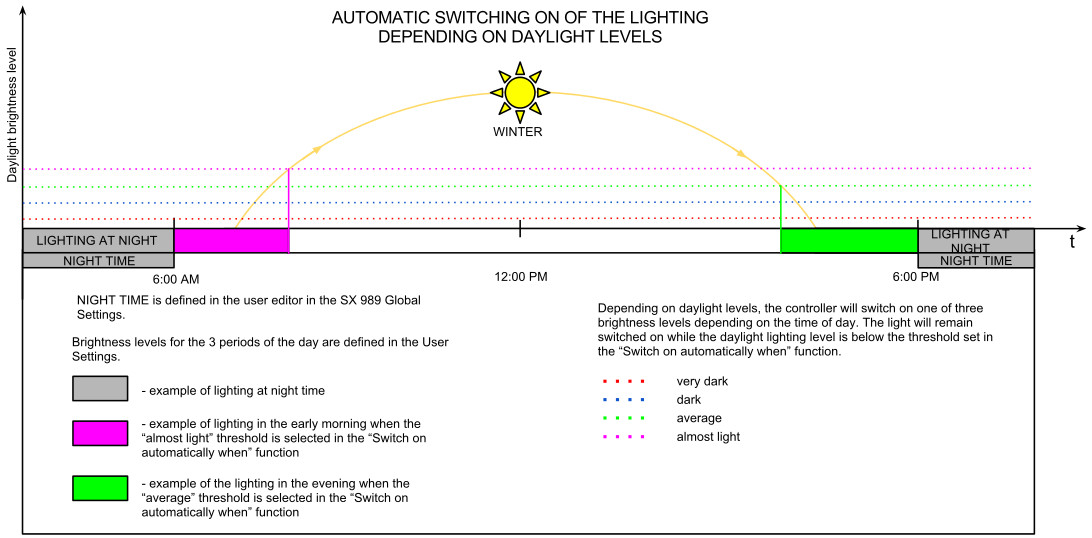 AUTOMATIC SWITCHING ON OF THE LIGHTING
DEPENDING ON DAYLIGHT LEVELS
Daylight brightness level
WINTER
LIGHTING AT NIGHT
NIGHT TIME
LIGHTING AT
NIGHT
NIGHT TIME
t
6:00 AM
12:00 PM
6:00 PM
NIGHT TIME is defined in the user editor in the SX 989 Global
Settings.
Brightness levels for the 3 periods of the day are defined in the User
Settings.
- example of lighting at night time
- example of lighting in the early morning when the
“almost light” threshold is selected in the “Switch on
automatically when” function
- example of the lighting in the evening when the
“average” threshold is selected in the “Switch on
automatically when” function
Depending on daylight levels, the controller will switch on one of three
brightness levels depending on the time of day. The light will remain
switched on while the daylight lighting level is below the threshold set in
the “Switch on automatically when” function.
very dark
dark
average
almost light